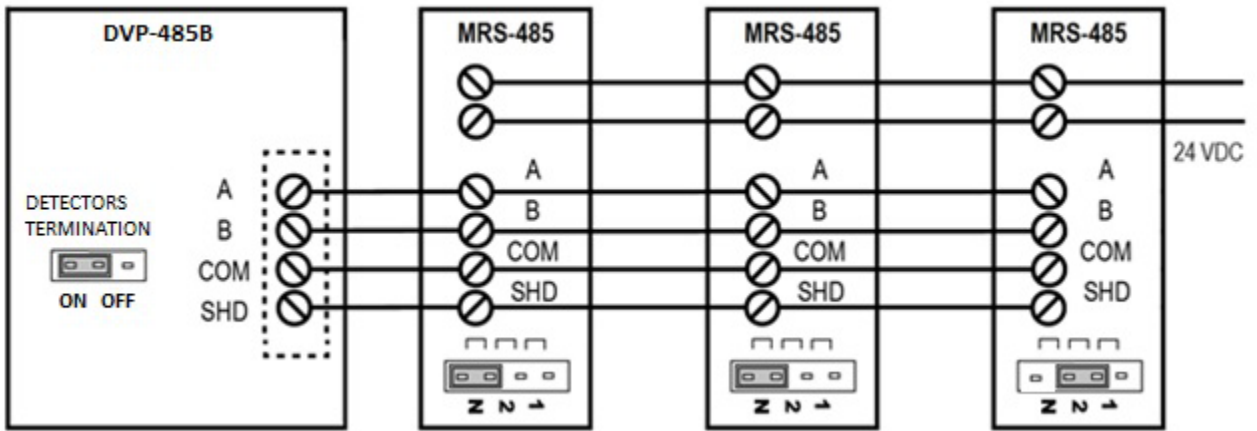 DVP-485B
DETECTORS
TERMINATION
ON OFF
A
B
COM
SHD
MRS-485
A
B
COM
SHD
N 2 1
MRS-485
A
B
COM
SHD
N 2 1
MRS-485
24 VDC
A
B
COM
SHD
N 2 1